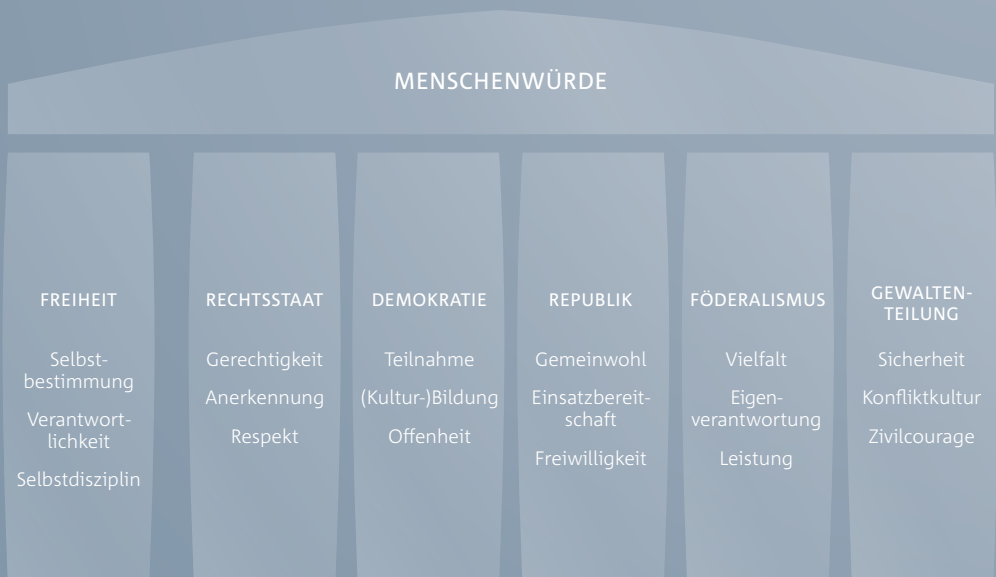 MENSCHENWÜRDE
FREIHEIT
Selbst-
bestimmung
Verantwort-
lichkeit
Selbstdisziplin
RECHTSSTAAT
Gerechtigkeit
Anerkennung
Respekt
DEMOKRATIE
Teilnahme
(Kultur-)Bildung
Offenheit
REPUBLIK
Gemeinwohl
Einsatzbereit-
schaft
Freiwilligkeit
FÖDERALISMUS
Vielfalt
Eigen-
verantwortung
Leistung
GEWALTEN-
TEILUNG
Sicherheit
Konfliktkultur
Zivilcourage